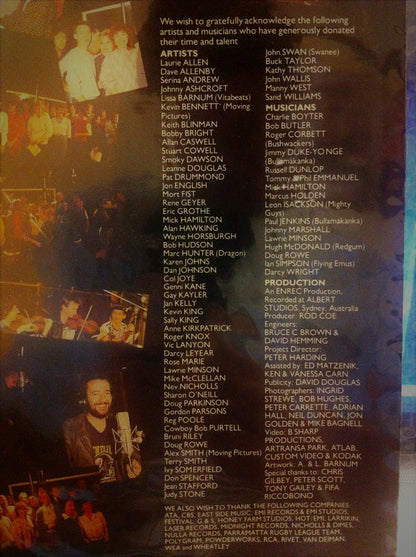 We wish to gratefully acknowledge the following
artists and musicians who have generously donated
their time and talent
ARTISTS
Laurie ALLEN
Dave ALLENBY
Serina ANDREW
Johnny ASHCROFT
Lissa BARNUM (Vitabeats)
Kevin BENNETT' (Moving
Pictures)
Keith BLINMAN
Bobby BRIGHT
Allan CASWELL
Stuart COWELL
Smoky DAWSON
Leanne DOUGLAS
Pat DRUMMOND
Jon ENGLISH
Mort FIST
Rene GEYER
Eric GROTHE
Mick HAMILTON
Alan HAWKING
Wayne HORSBURGH
Bob HUDSON
Marc HUNTER (Dragon)
Karen JOHNS
Dan JOHNSON
Col JOYE
Genni KANE
Gay KAYLER
Jan KELLY
Kevin KING
Sally KING
Anne KIRKPATRICK
Roger KNOX
Vic LANYON
Darcy LEYEAR
Rose MARIE
Lawrie MINSON
Mike McCLELLAN
Nev NICHOLLS
Sharon O'NEILL
Doug PARKINSON
Gordon PARSONS
Reg POOLE
Cowboy Bob PURTELL
Bruni RILEY
Doug ROWE
Alex SMITH (Moving Pictures)
Terry SMITH
Ivy SOMERFIELD
Don SPENCER
Jean STAFFORD
Judy STONE
John SWAN (Swanee)
Buck TAYLOR
Kathy THOMSON
John WALLIS
Manny WEST
Sand WILLIAMS
MUSICIANS
Charlie BOYTER
Bob BUTLER
Roger CORBETT
(Bushwackers)
Jimmy DUKE-YONGE
(Bullamakanka)
Russell DUNLOP
Tommy & Phil EMMANUEL
Mick HAMILTON
Marcus HOLDEN
Leon ISACKSON (Mighty
Guys)
Paul JENKINS (Bullamakanka)
Johnny MARSHALL
Lawrie MINSON
Hugh McDONALD (Redgum)
Doug ROWE
Ian SIMPSON (Flying Emus)
Darcy WRIGHT
PRODUCTION
An ENREC Production.
Recorded at ALBERT
STUDIOS, Sydney, Australia
Producer: ROD COE
Engineers:
BRUCE C BROWN &
DAVID HEMMING
Project Director:
PETER HARDING
Assisted by: ED MATZENIK,
KEN & VANESSA CARN
Publicity: DAVID DOUGLAS
Photographers: INGRID
STREWE, BOB HUGHES,
PETER CARRETTE, ADRIAN
HALL, NEIL DUNCAN, JON
GOLDEN & MIKE BAGNELL
Video: B SHARP
PRODUCTIONS,
ARTRANSA PARK, ATLAB,
CUSTOM VIDEO & KODAK
Artwork: A. & L. BARNUM
Special thanks to: CHRIS
GILBEY, PETER SCOTT,
TONY GAILEY & FIFA
RICCOBONO
WE ALSO WISH TO THANK THE FOLLOWING COMPANIES
ATA, CBS, EAST SIDE MUSIC, EMI RECORDS & EMI STUDIOS,
FESTIVAL, G & S, HONEY FARM STUDIOS, HOT, EMI, LARRIKIN,
LASER RECORDS, MIDNIGHT RECORDS, NICHOLLS & DIMES,
NULLA RECORDS, PARRAMATTA RUGBY LEAGUE TEAM,
POLYGRAM, POWDERWORKS, RCA, RIVET, VAN DEMAN,
WEA and WHEATLEY